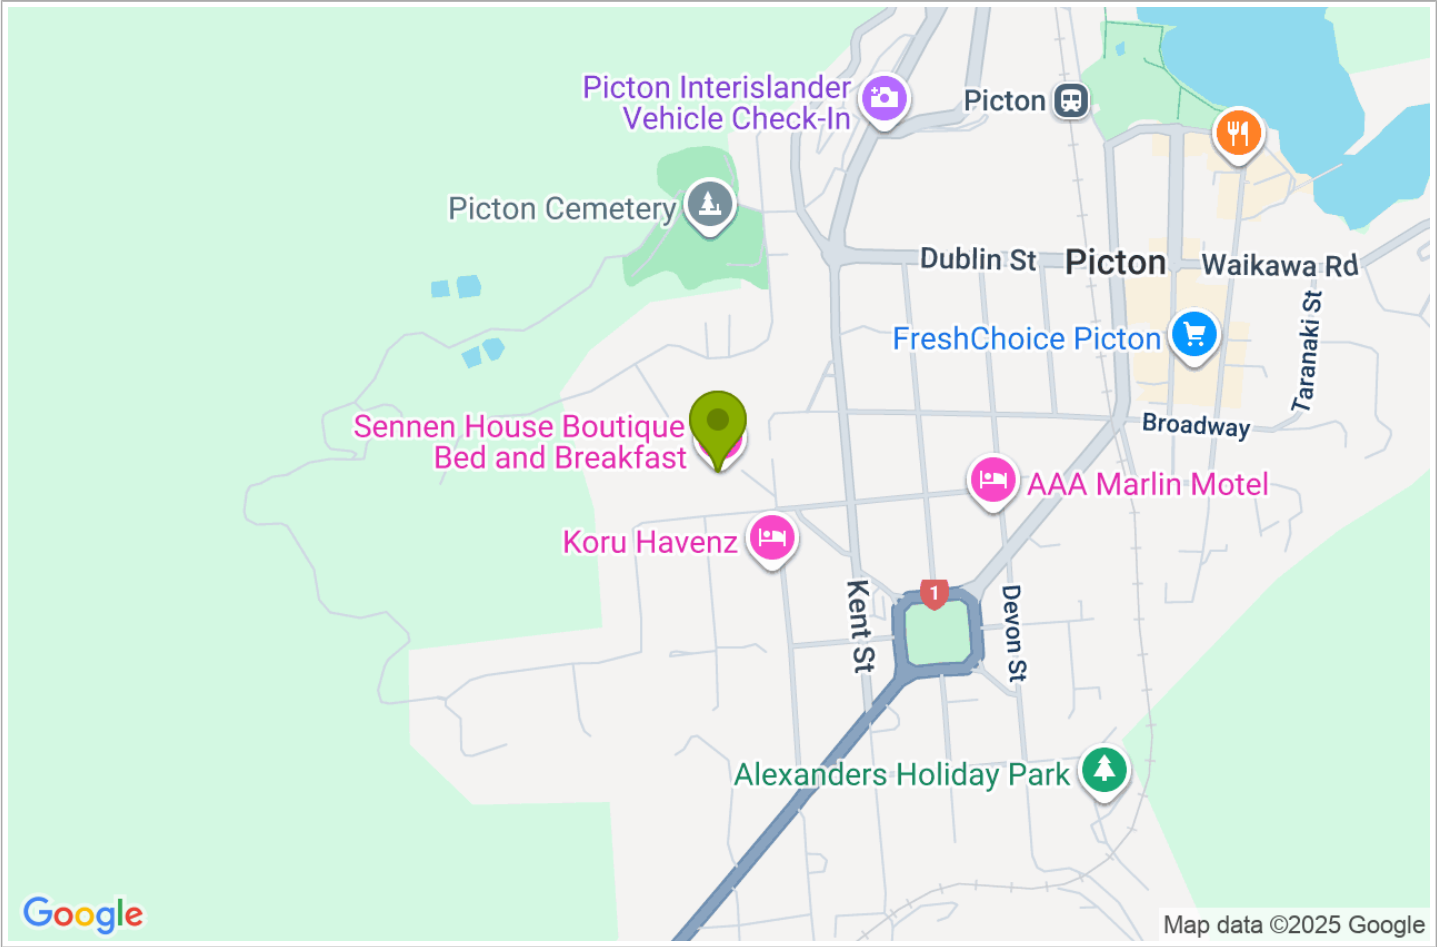 Picton Interislander
Vehicle Check-In
Picton
Picton Cemetery
Dublin St
Picton
Waikawa Rd
Taranaki St
FreshChoice Picton
Broadway
Sennen House Boutique
Bed and Breakfast
AAA Marlin Motel
Koru Havenz
1
Kent St
Devon St
Alexanders Holiday Park
Google
Map data ©2025 Google